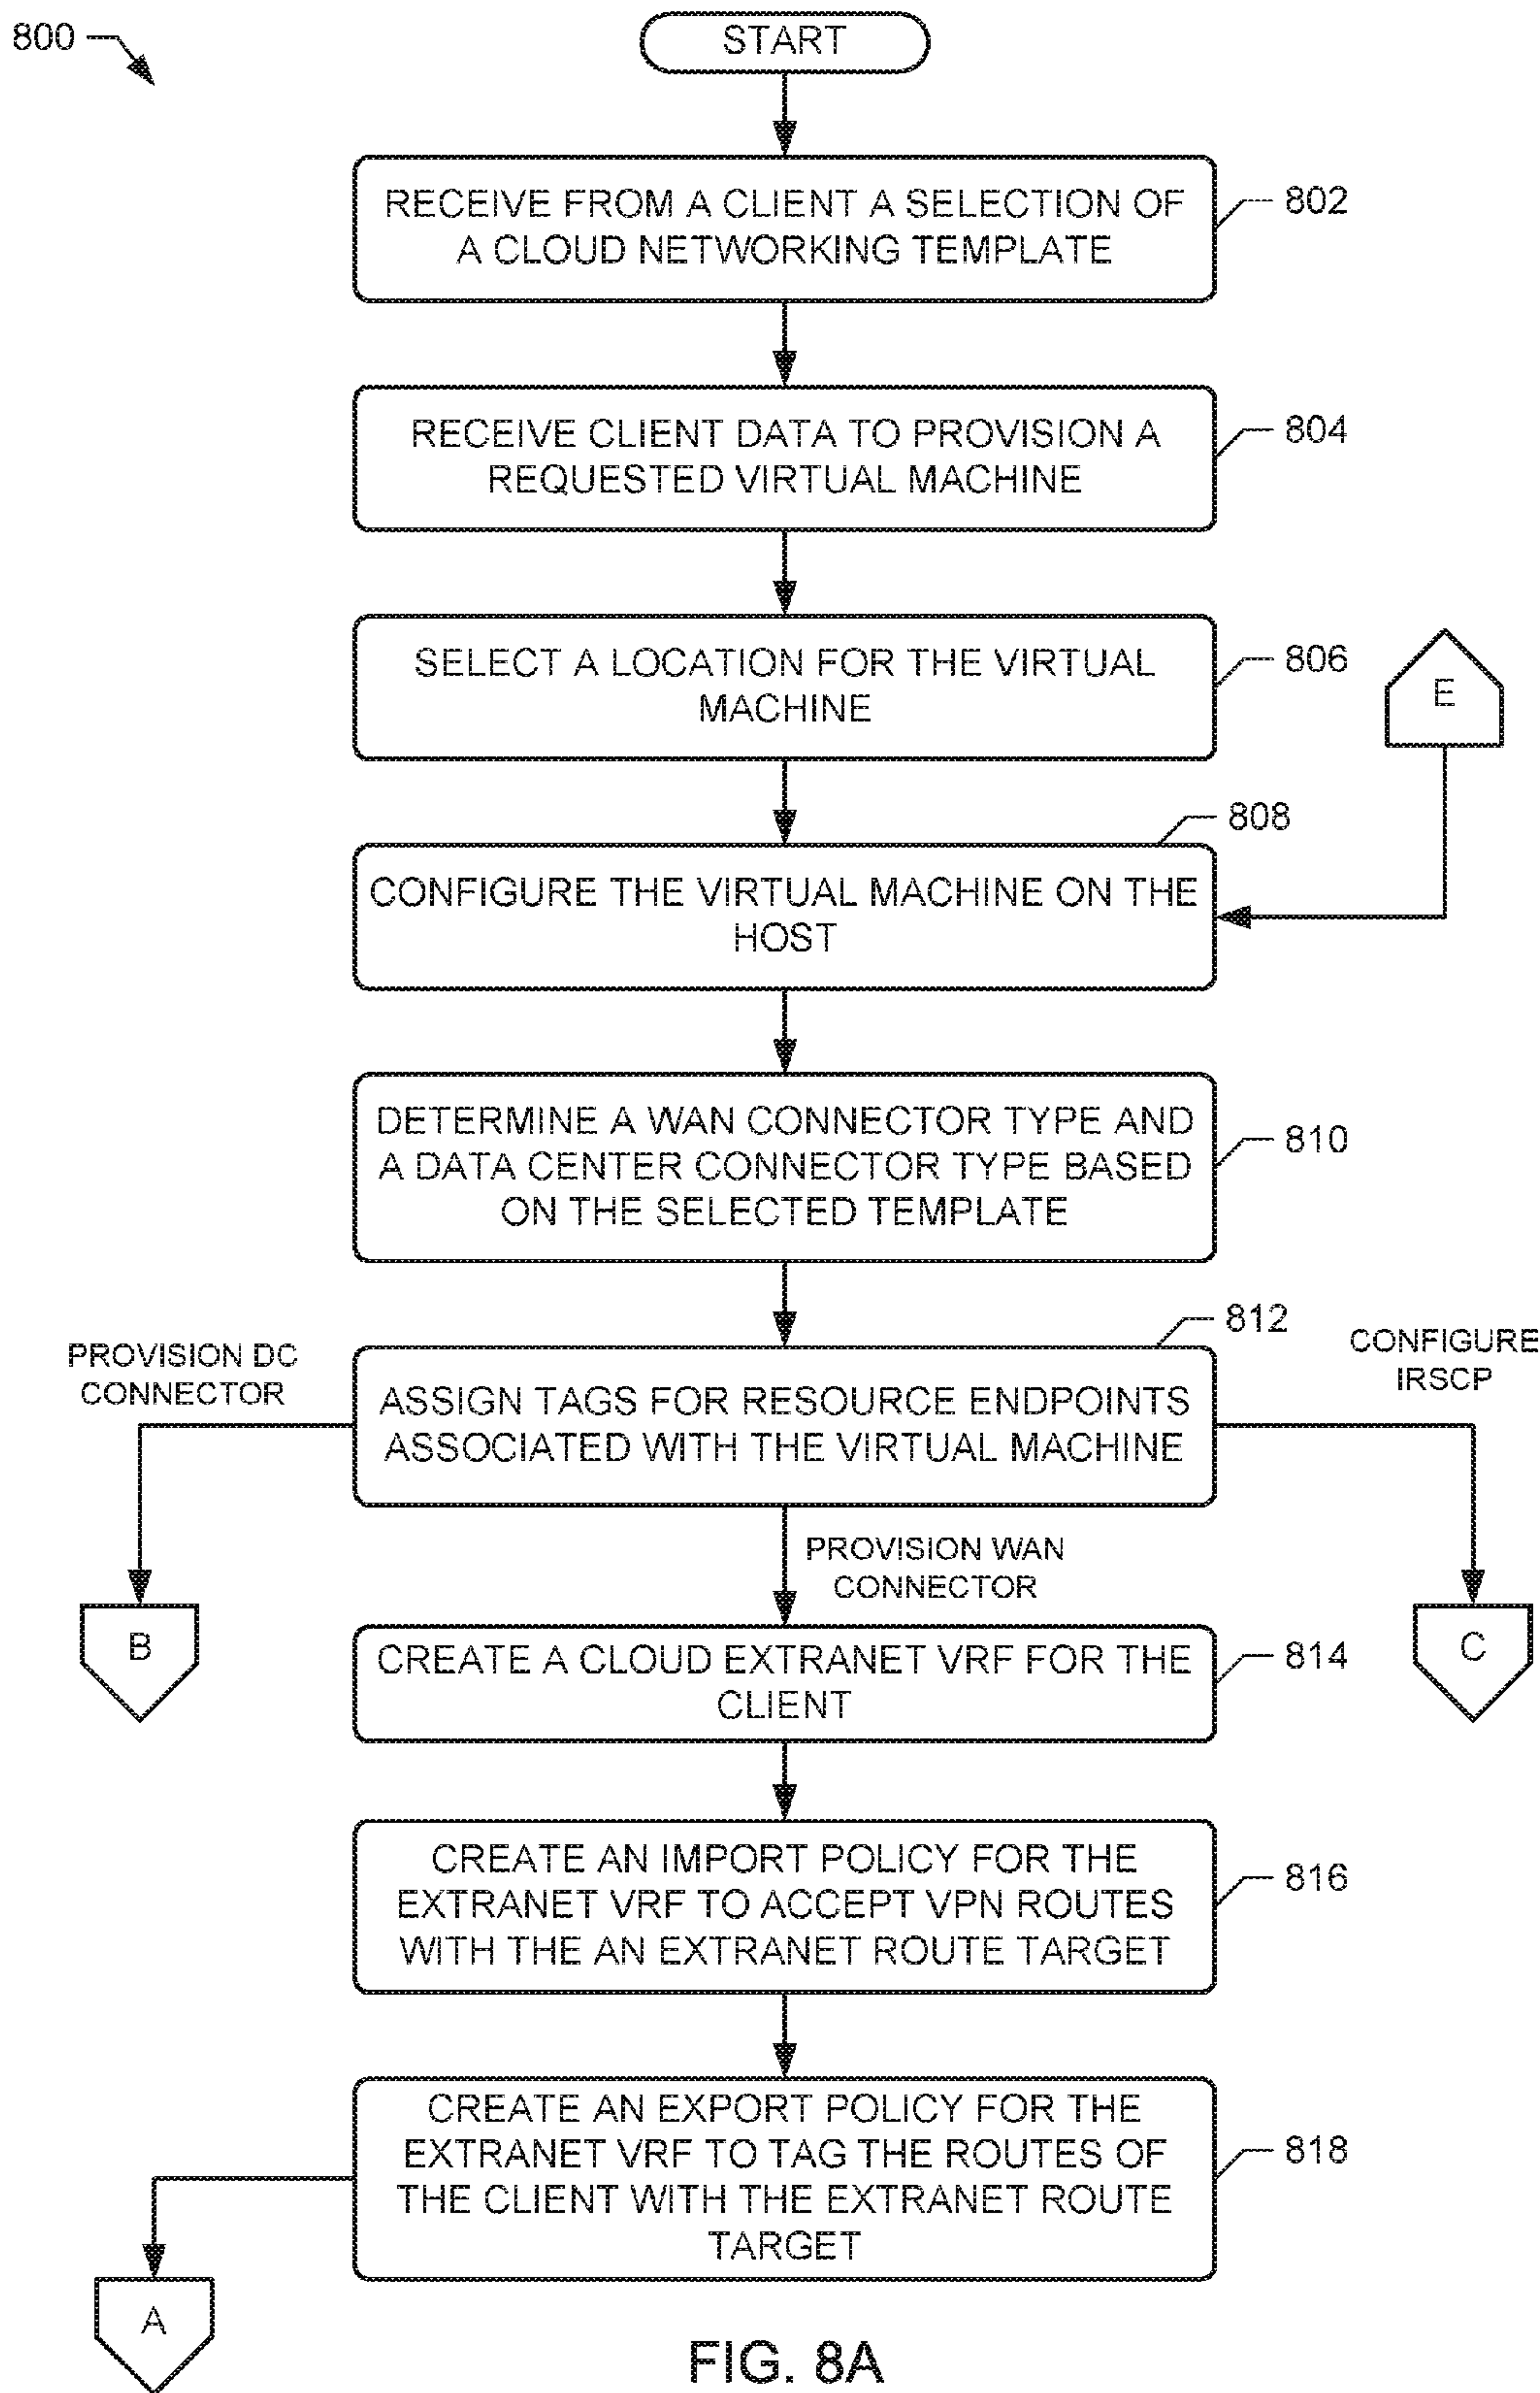 800
START
RECEIVE FROM A CLIENT A SELECTION OF
A CLOUD NETWORKING TEMPLATE
802
RECEIVE CLIENT DATA TO PROVISION A
REQUESTED VIRTUAL MACHINE
804
SELECT A LOCATION FOR THE VIRTUAL
MACHINE
806
E
808
CONFIGURE THE VIRTUAL MACHINE ON THE
HOST
DETERMINE A WAN CONNECTOR TYPE AND
A DATA CENTER CONNECTOR TYPE BASED
ON THE SELECTED TEMPLATE
810
812
PROVISION DC
CONNECTOR
CONFIGURE
IRSCP
ASSIGN TAGS FOR RESOURCE ENDPOINTS
ASSOCIATED WITH THE VIRTUAL MACHINE
PROVISION WAN
CONNECTOR
B
C
CREATE A CLOUD EXTRANET VRF FOR THE
CLIENT
814
CREATE AN IMPORT POLICY FOR THE
EXTRANET VRF TO ACCEPT VPN ROUTES
WITH THE AN EXTRANET ROUTE TARGET
816
CREATE AN EXPORT POLICY FOR THE
EXTRANET VRF TO TAG THE ROUTES OF
THE CLIENT WITH THE EXTRANET ROUTE
TARGET
818
A
FIG. 8A